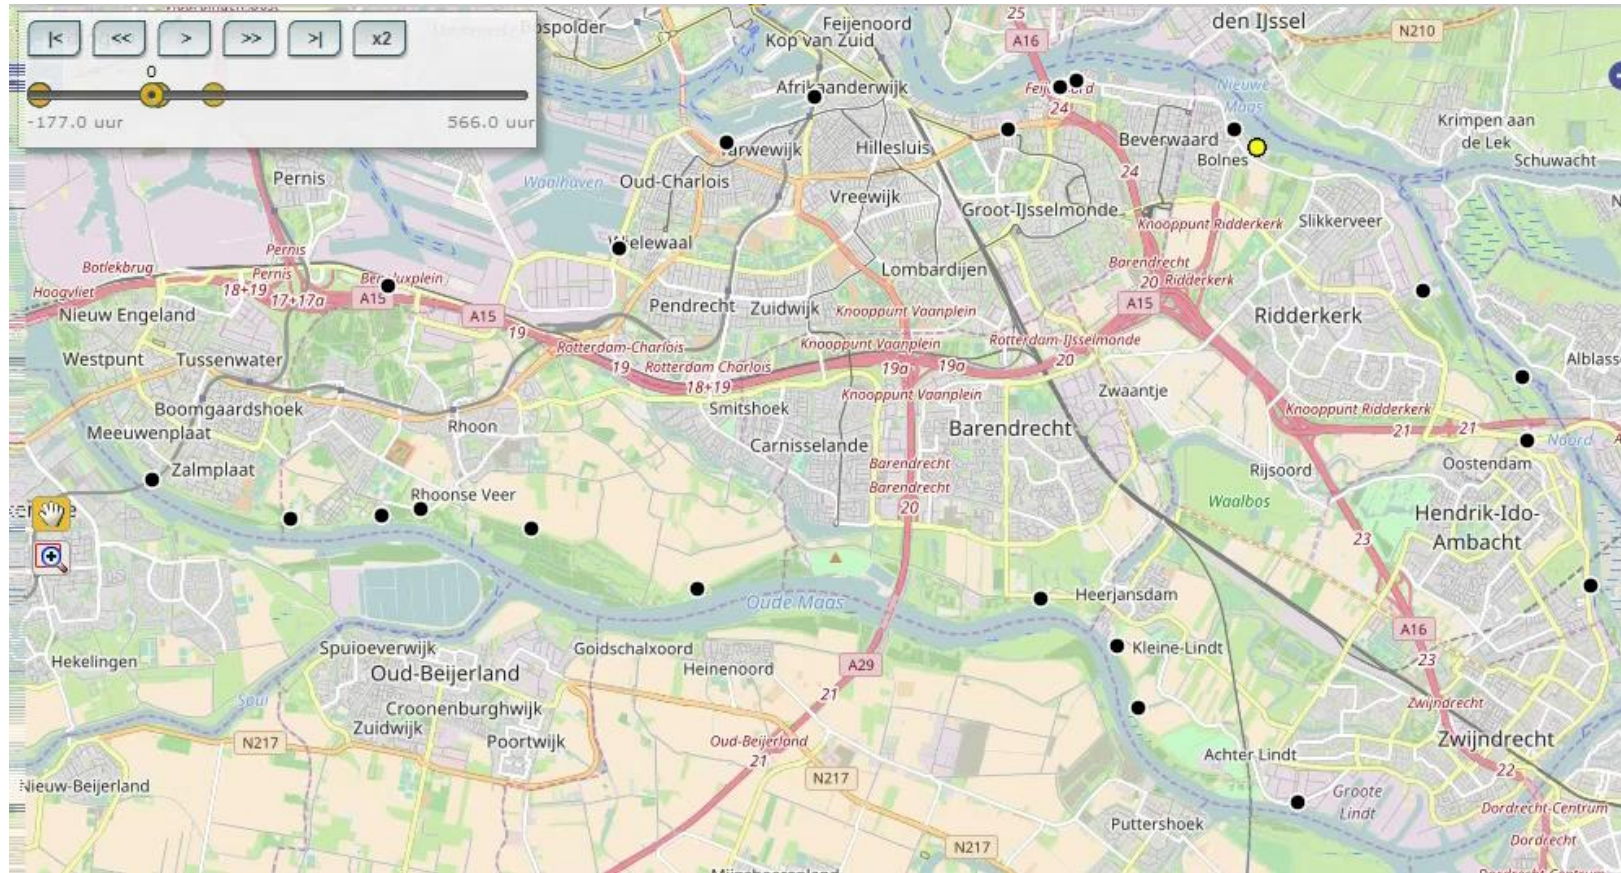 |<
<<
>
>>
>|
x2
0
-177.0 uur
566.0 uur
Feijenoord
Kop van Zuid
25
A16
den IJssel
N210
Afrikaanderwijk
24
Nieuwe
Maas
Krimpen aan
de Lek
Schuwacht
Beverwaard
Bolnes
Hillesluis
Pernis
Waalhaven
Oud-Charlois
Vreewijk
24
Groot-IJsselmonde
Knooppunt Ridderkerk
Slikkerveer
Wielewaal
Pernis
Botlekbrug
Pernis
18+19
17+17a
Hoogvliet
Beneluxplein
A15
Lombardijen
Barendrecht
20
Ridderkerk
A15
Nieuw Engeland
A15
19
Pendrecht
Zuidwijk
Knooppunt Vaanplein
Ridderkerk
Westpunt
Tussenwater
Rotterdam-Charlois
19
Rotterdam Charlois
18+19
Knooppunt Vaanplein
19a
19a
Rotterdam-IJsselmonde
20
Knooppunt Vaanplein
Zwaantje
Boomgaardshoek
Meeuwenplaat
Rhoon
Smitshoek
Carnisselande
Barendrecht
Knooppunt Ridderkerk
21
21
Noord
Zalmplaat
Rhoonse Veer
Barendrecht
Barendrecht
20
Rijsoord
Waalbos
Oostendam
Hendrik-Ido-
Ambacht
23
Oude Maas
Heerjansdam
A16
Hekelingen
Spuioeverwijk
Oud-Beijerland
Goidschalxoord
Heinenoord
A29
21
Kleine-Lindt
23
Spui
Croonenburghwijk
Zuidwijk
Poortwijk
N217
Oud-Beijerland
21
N217
Zwijndrecht
Zwijndrecht
Achter Lindt
22
Nieuw-Beijerland
Groote
Lindt
Dordrecht-Centrum
Puttershoek
Dordrecht
N217